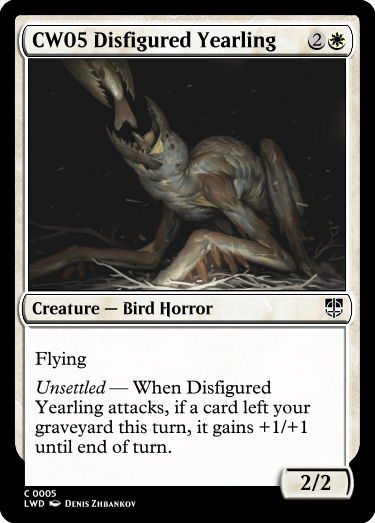 CW05 Disfigured Yearling 2
Creature — Bird Horror
Flying
Unsettled — When Disfigured
Yearling attacks, if a card left your
graveyard this turn, it gains +1/+1
until end of turn.
2/2
C 0005
LWD DENIS ZHBANKOV